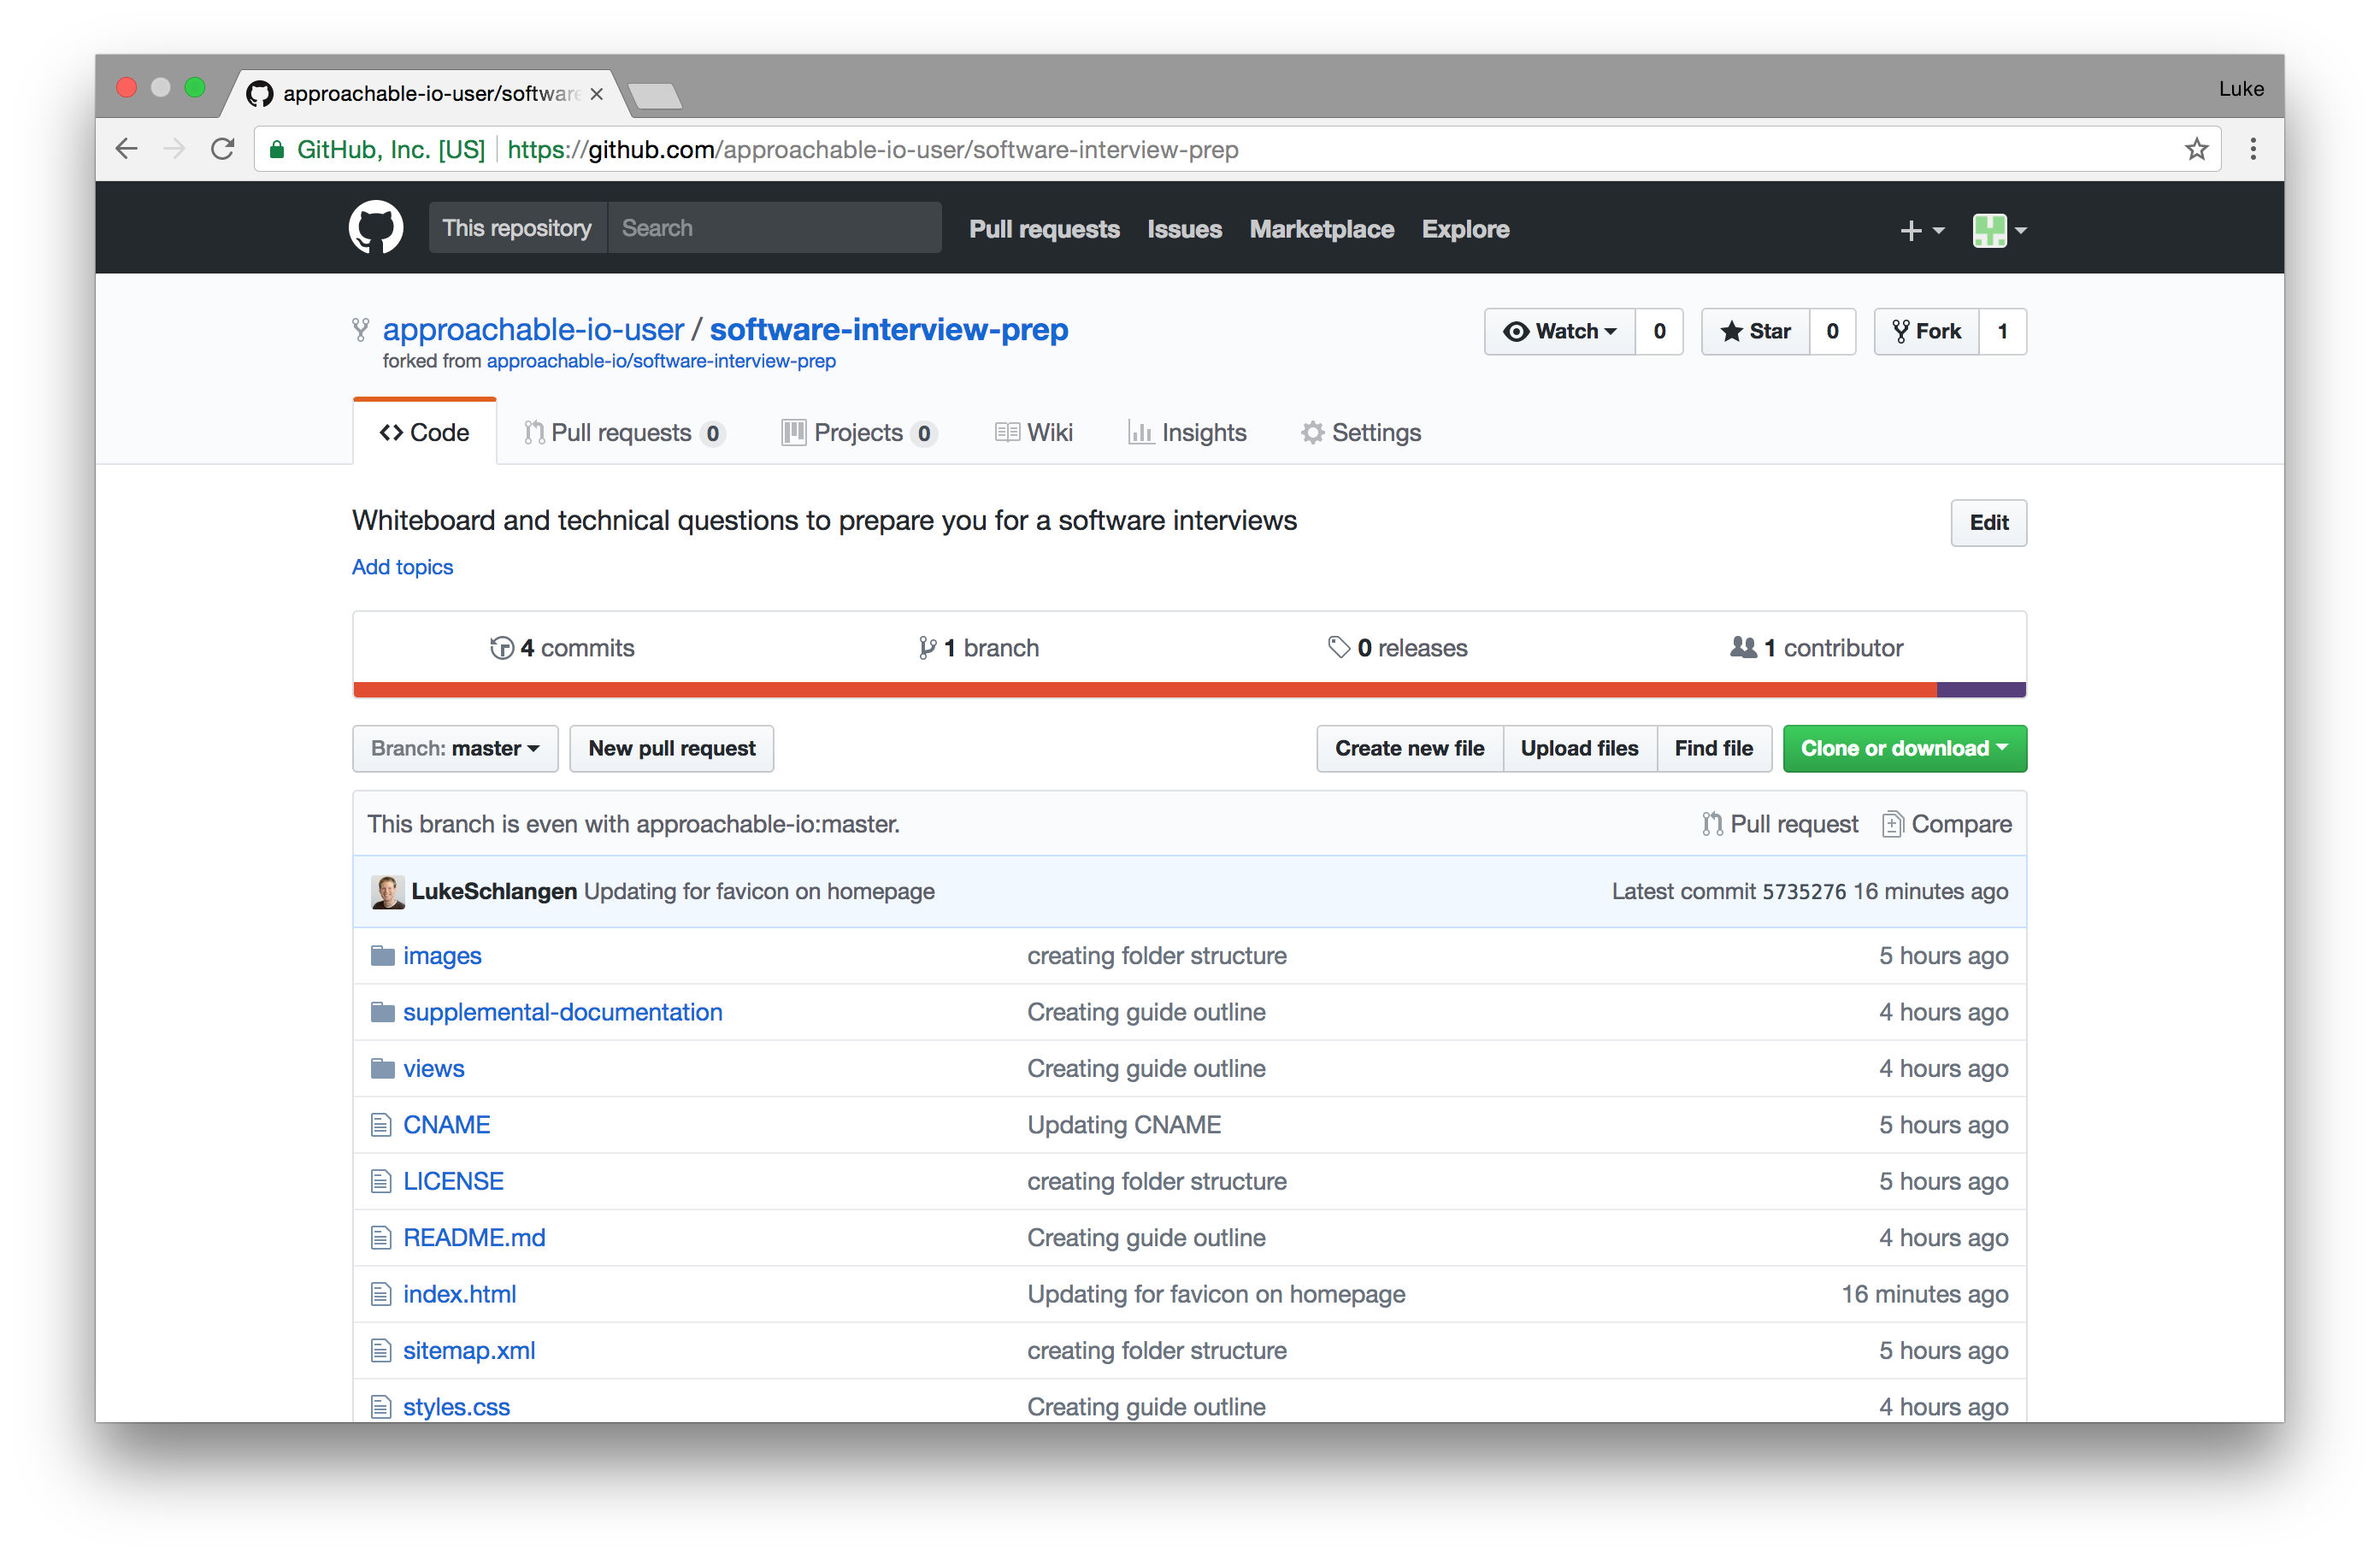 approachable-io-user/software
Luke
GitHub, Inc. [US] https://github.com/approachable-io-user/software-interview-prep
This repository Search Pull requests Issues Marketplace Explore
approachable-io-user / software-interview-prep
Watch 0 Star 0 Fork 1
forked from approachable-io/software-interview-prep
Code Pull requests 0 Projects 0 Wiki Insights Settings
Whiteboard and technical questions to prepare you for a software interviews
Edit
Add topics
4 commits 1 branch 0 releases 1 contributor
Branch: master New pull request Create new file Upload files Find file Clone or download
This branch is even with approachable-io:master. Pull request Compare
LukeSchlangen Updating for favicon on homepage Latest commit 5735276 16 minutes ago
images creating folder structure 5 hours ago
supplemental-documentation Creating guide outline 4 hours ago
views Creating guide outline 4 hours ago
CNAME Updating CNAME 5 hours ago
LICENSE creating folder structure 5 hours ago
README.md Creating guide outline 4 hours ago
index.html Updating for favicon on homepage 16 minutes ago
sitemap.xml creating folder structure 5 hours ago
styles.css Creating guide outline 4 hours ago